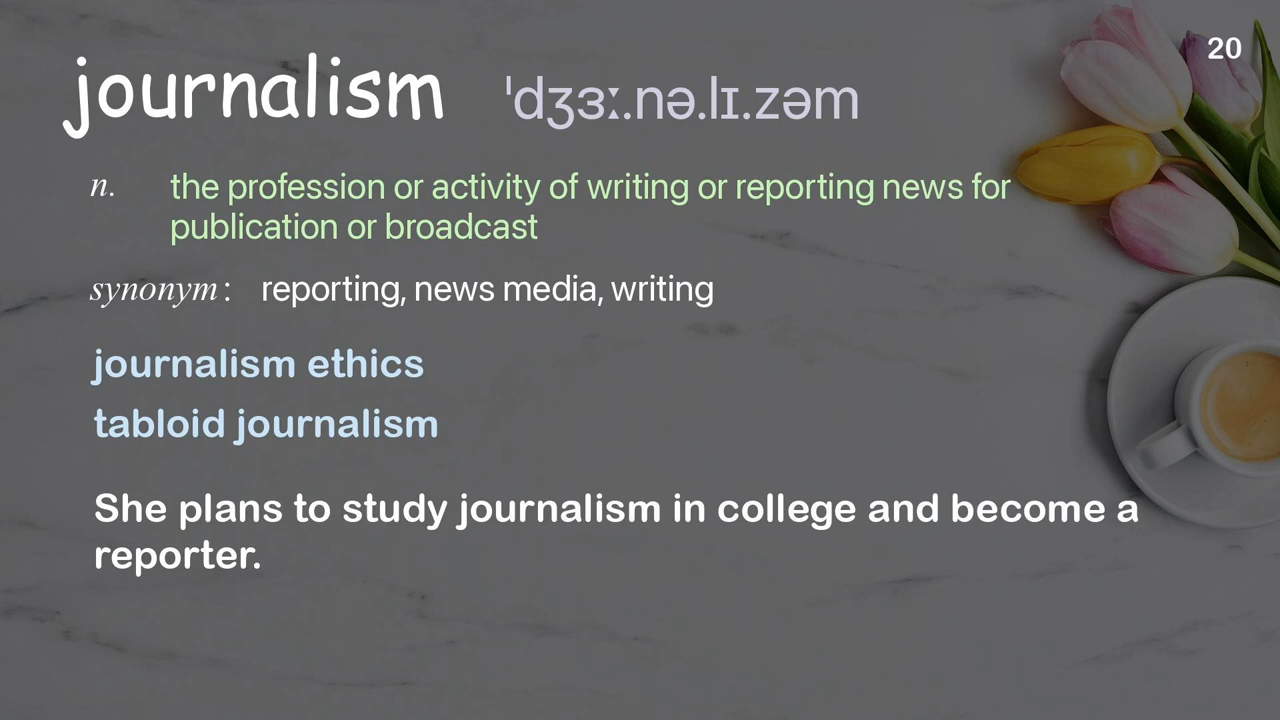 20
journalism ˈdʒɜː.nə.lɪ.zəm
n. the profession or activity of writing or reporting news for
publication or broadcast
synonym: reporting, news media, writing
journalism ethics
tabloid journalism
She plans to study journalism in college and become a
reporter.